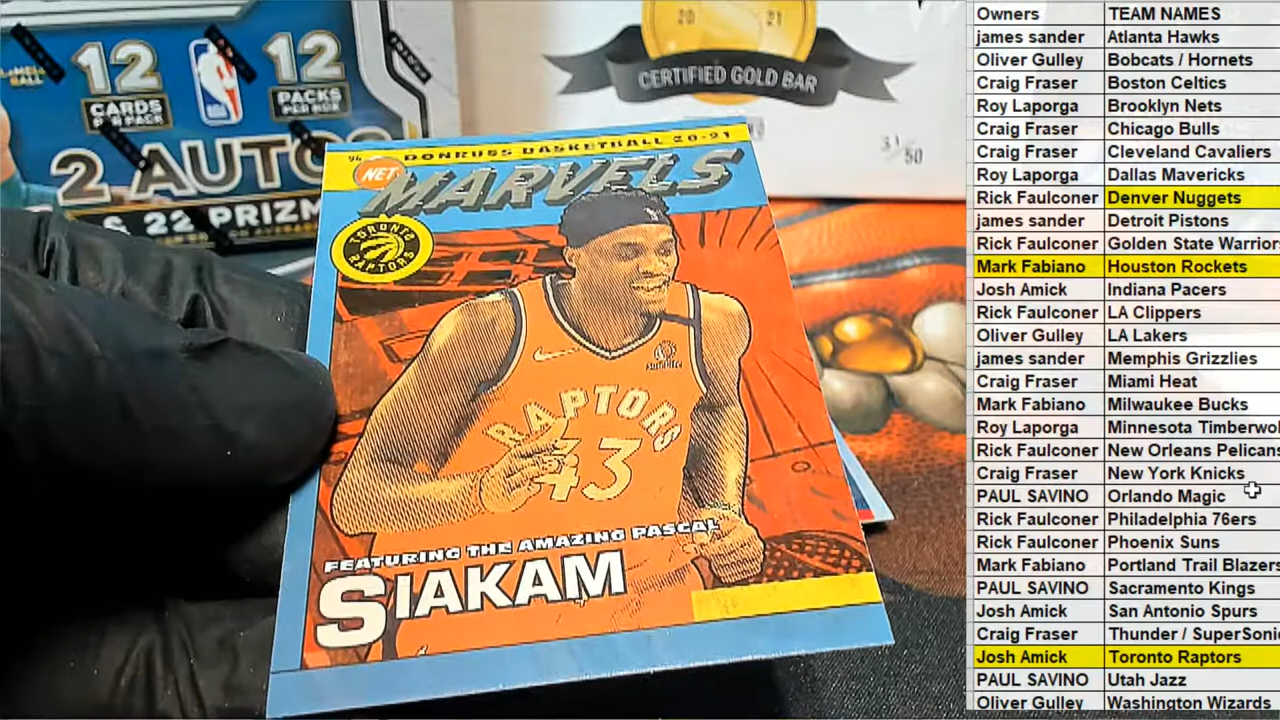 12
CARDS
PER PACK
12
PACKS
PER BOX
2 AUTOS
& 22 PRIZM
20 21
CERTIFIED GOLD BAR
31/50
DONRUSS BASKETBALL 20-21
NET
MARVELS
TORONTO
RAPTORS
RAPTORS
43
FEATURING THE AMAZING PASCAL
SIAKAM
Owners TEAM NAMES
james sander Atlanta Hawks
Oliver Gulley Bobcats / Hornets
Craig Fraser Boston Celtics
Roy Laporga Brooklyn Nets
Craig Fraser Chicago Bulls
Craig Fraser Cleveland Cavaliers
Roy Laporga Dallas Mavericks
Rick Faulconer Denver Nuggets
james sander Detroit Pistons
Rick Faulconer Golden State Warriors
Mark Fabiano Houston Rockets
Josh Amick Indiana Pacers
Rick Faulconer LA Clippers
Oliver Gulley LA Lakers
james sander Memphis Grizzlies
Craig Fraser Miami Heat
Mark Fabiano Milwaukee Bucks
Roy Laporga Minnesota Timberwol
Rick Faulconer New Orleans Pelicans
Craig Fraser New York Knicks
PAUL SAVINO Orlando Magic
Rick Faulconer Philadelphia 76ers
Rick Faulconer Phoenix Suns
Mark Fabiano Portland Trail Blazers
PAUL SAVINO Sacramento Kings
Josh Amick San Antonio Spurs
Craig Fraser Thunder / SuperSonic
Josh Amick Toronto Raptors
PAUL SAVINO Utah Jazz
Oliver Gulley Washington Wizards